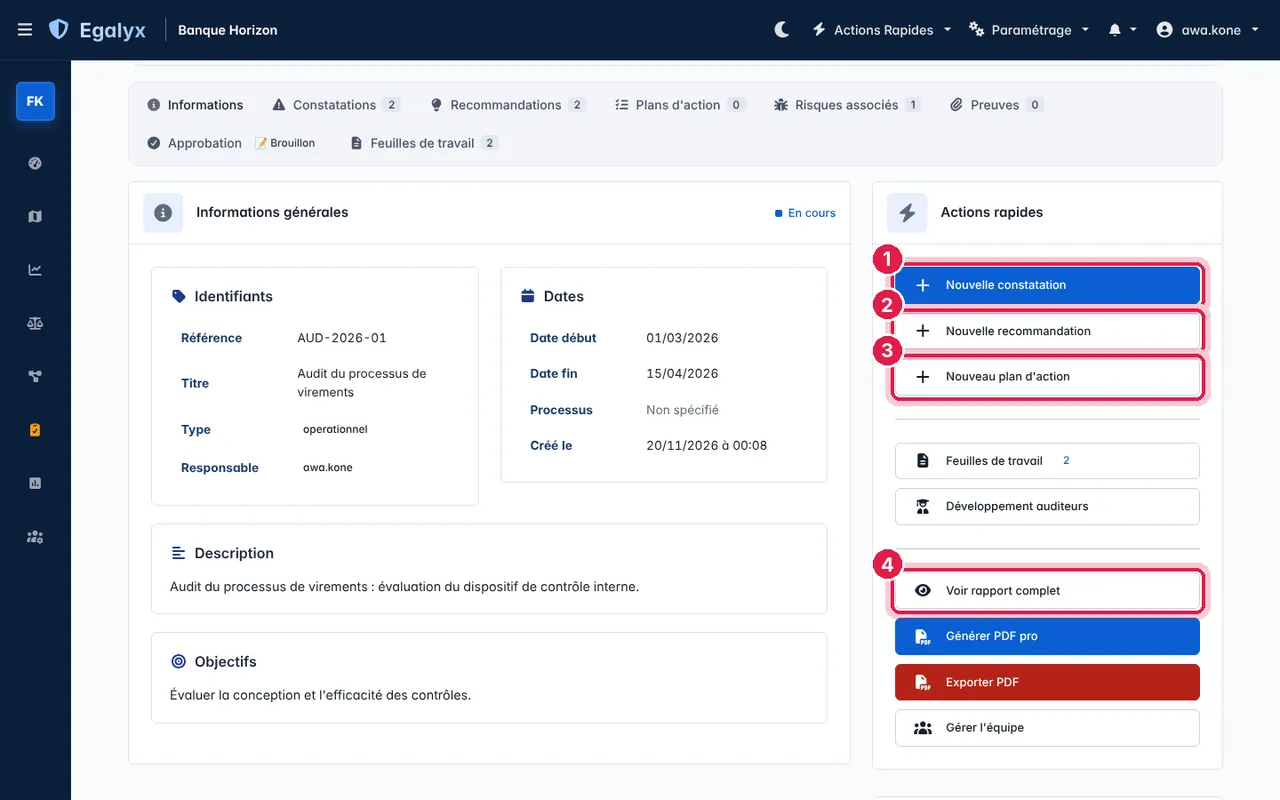 Egalyx
Banque Horizon
Actions Rapides
Paramétrage
awa.kone
FK
Informations
Constatations 2
Recommandations 2
Plans d'action 0
Risques associés 1
Preuves 0
Approbation
Brouillon
Feuilles de travail 2
Informations générales
En cours
Identifiants
Référence AUD-2026-01
Titre Audit du processus de
virements
Type operationnel
Responsable awa.kone
Dates
Date début 01/03/2026
Date fin 15/04/2026
Processus Non spécifié
Créé le 20/11/2026 à 00:08
Description
Audit du processus de virements : évaluation du dispositif de contrôle interne.
Objectifs
Évaluer la conception et l'efficacité des contrôles.
Actions rapides
1
Nouvelle constatation
2
Nouvelle recommandation
3
Nouveau plan d'action
Feuilles de travail 2
Développement auditeurs
4
Voir rapport complet
PDF Générer PDF pro
PDF Exporter PDF
Gérer l'équipe